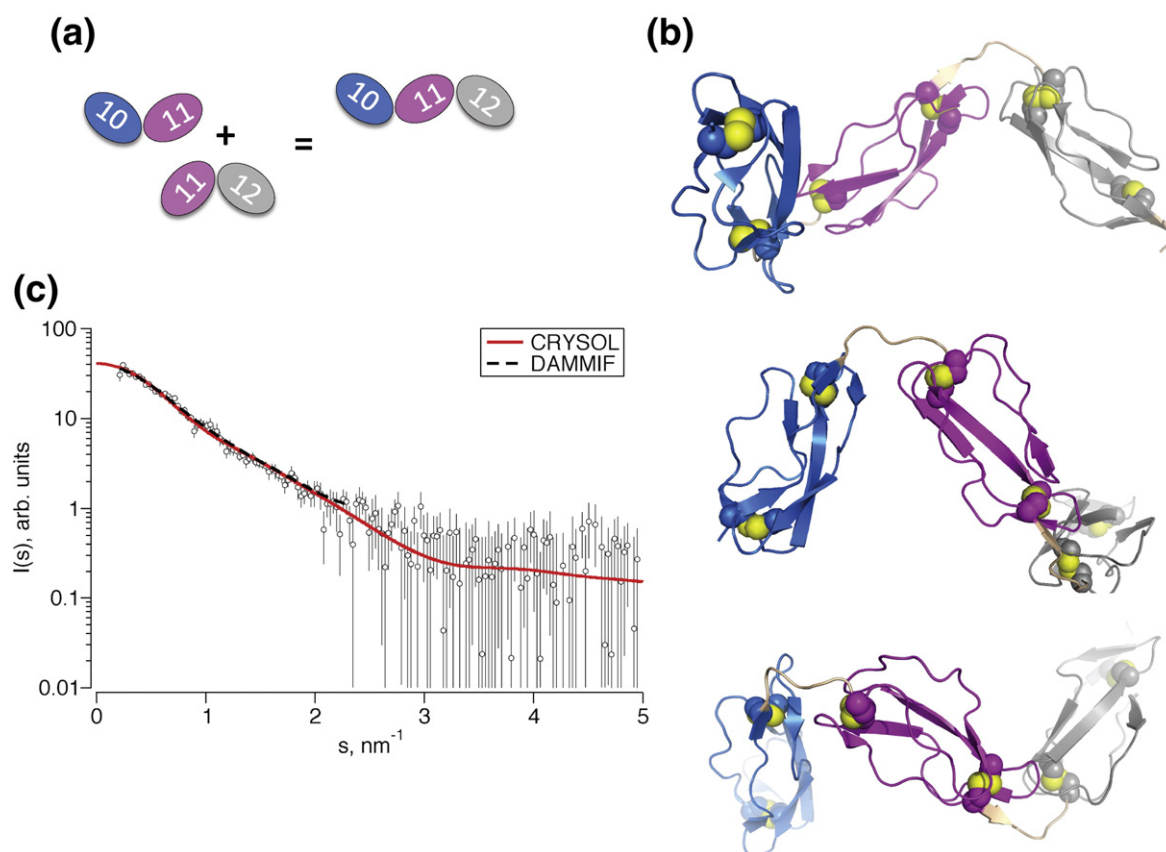 (a)
10 11 + 11 12 = 10 11 12
(b)
(c)
CRYSOL
DAMMIF
I(s), arb. units
100
10
1
0.1
0.01
0 1 2 3 4 5
s, nm⁻¹